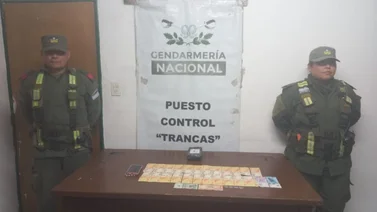 GENDARMERÍA
NACIONAL
PUESTO
CONTROL
"TRANCAS"